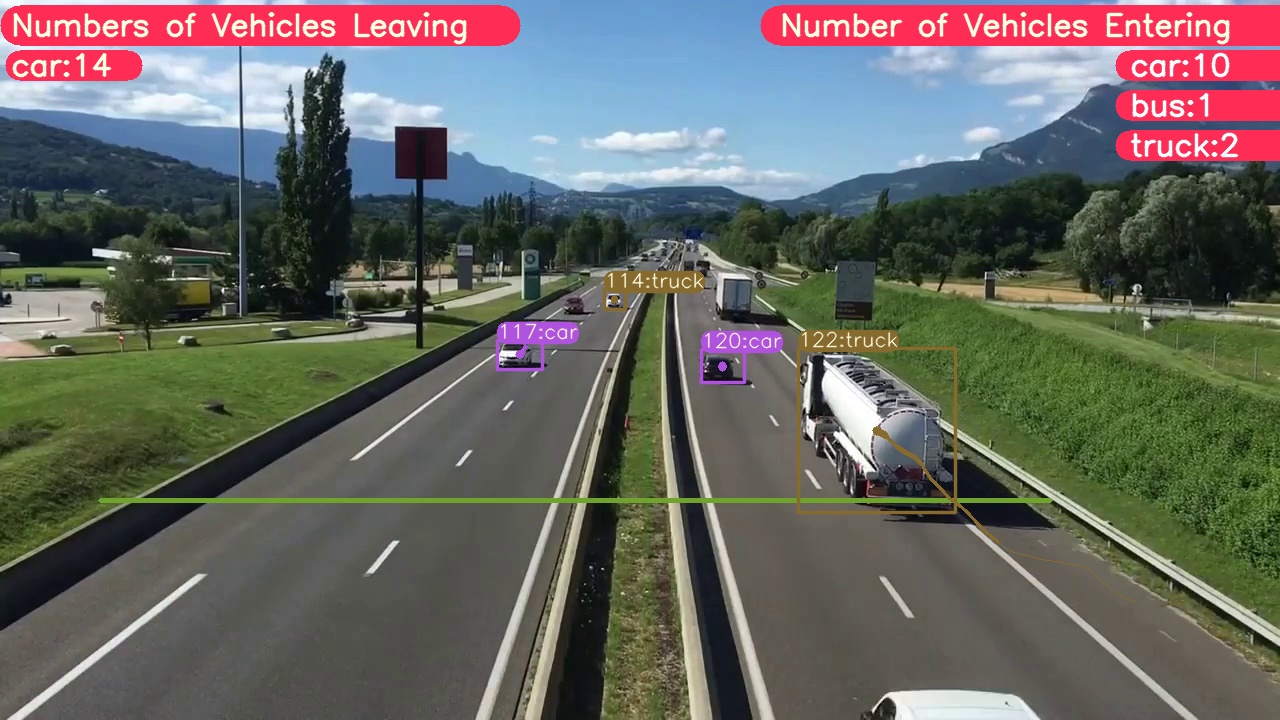 Numbers of Vehicles Leaving
Number of Vehicles Entering
car:14
car:10
bus:1
truck:2
114:truck
117:car
120:car
122:truck